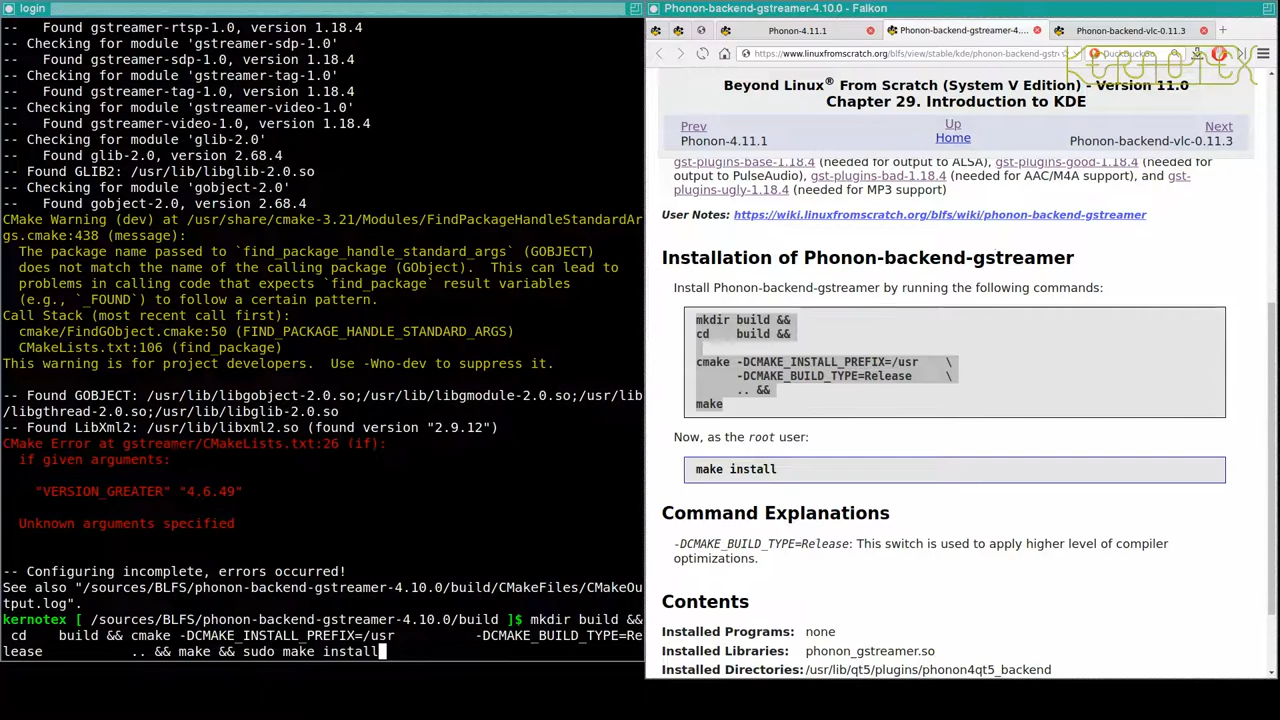 login
--   Found gstreamer-rtsp-1.0, version 1.18.4
-- Checking for module 'gstreamer-sdp-1.0'
--   Found gstreamer-sdp-1.0, version 1.18.4
-- Checking for module 'gstreamer-tag-1.0'
--   Found gstreamer-tag-1.0, version 1.18.4
-- Checking for module 'gstreamer-video-1.0'
--   Found gstreamer-video-1.0, version 1.18.4
-- Checking for module 'glib-2.0'
--   Found glib-2.0, version 2.68.4
-- Found GLIB2: /usr/lib/libglib-2.0.so
-- Checking for module 'gobject-2.0'
--   Found gobject-2.0, version 2.68.4
CMake Warning (dev) at /usr/share/cmake-3.21/Modules/FindPackageHandleStandardAr
gs.cmake:438 (message):
  The package name passed to `find_package_handle_standard_args` (GOBJECT)
  does not match the name of the calling package (GObject).  This can lead to
  problems in calling code that expects `find_package` result variables
  (e.g., `_FOUND`) to follow a certain pattern.
Call Stack (most recent call first):
  cmake/FindGObject.cmake:50 (FIND_PACKAGE_HANDLE_STANDARD_ARGS)
  CMakeLists.txt:106 (find_package)
This warning is for project developers.  Use -Wno-dev to suppress it.
-- Found GOBJECT: /usr/lib/libgobject-2.0.so;/usr/lib/libgmodule-2.0.so;/usr/lib
/libgthread-2.0.so;/usr/lib/libglib-2.0.so
-- Found LibXml2: /usr/lib/libxml2.so (found version "2.9.12")
CMake Error at gstreamer/CMakeLists.txt:26 (if):
  if given arguments:
    "VERSION_GREATER" "4.6.49"
  Unknown arguments specified
-- Configuring incomplete, errors occurred!
See also "/sources/BLFS/phonon-backend-gstreamer-4.10.0/build/CMakeFiles/CMakeOu
tput.log".
kernotex [ /sources/BLFS/phonon-backend-gstreamer-4.10.0/build ]$ mkdir build &&
 cd    build && cmake -DCMAKE_INSTALL_PREFIX=/usr          -DCMAKE_BUILD_TYPE=Re
lease            .. && make && sudo make install
Phonon-backend-gstreamer-4.10.0 - Falkon
Phonon-4.11.1
Phonon-backend-gstreamer-4....
Phonon-backend-vlc-0.11.3
https://www.linuxfromscratch.org/blfs/view/stable/kde/phonon-backend-gstr
DuckDuckGo
KERNOTEX
Beyond Linux® From Scratch (System V Edition) - Version 11.0
Chapter 29. Introduction to KDE
Prev
Up
Next
Phonon-4.11.1
Home
Phonon-backend-vlc-0.11.3
gst-plugins-base-1.18.4 (needed for output to ALSA), gst-plugins-good-1.18.4 (needed for
output to PulseAudio), gst-plugins-bad-1.18.4 (needed for AAC/M4A support), and gst-
plugins-ugly-1.18.4 (needed for MP3 support)
User Notes: https://wiki.linuxfromscratch.org/blfs/wiki/phonon-backend-gstreamer
Installation of Phonon-backend-gstreamer
Install Phonon-backend-gstreamer by running the following commands:
mkdir build &&
cd    build &&
cmake -DCMAKE_INSTALL_PREFIX=/usr    \
      -DCMAKE_BUILD_TYPE=Release     \
      .. &&
make
Now, as the root user:
make install
Command Explanations
-DCMAKE_BUILD_TYPE=Release: This switch is used to apply higher level of compiler
optimizations.
Contents
Installed Programs: none
Installed Libraries: phonon_gstreamer.so
Installed Directories: /usr/lib/qt5/plugins/phonon4qt5_backend